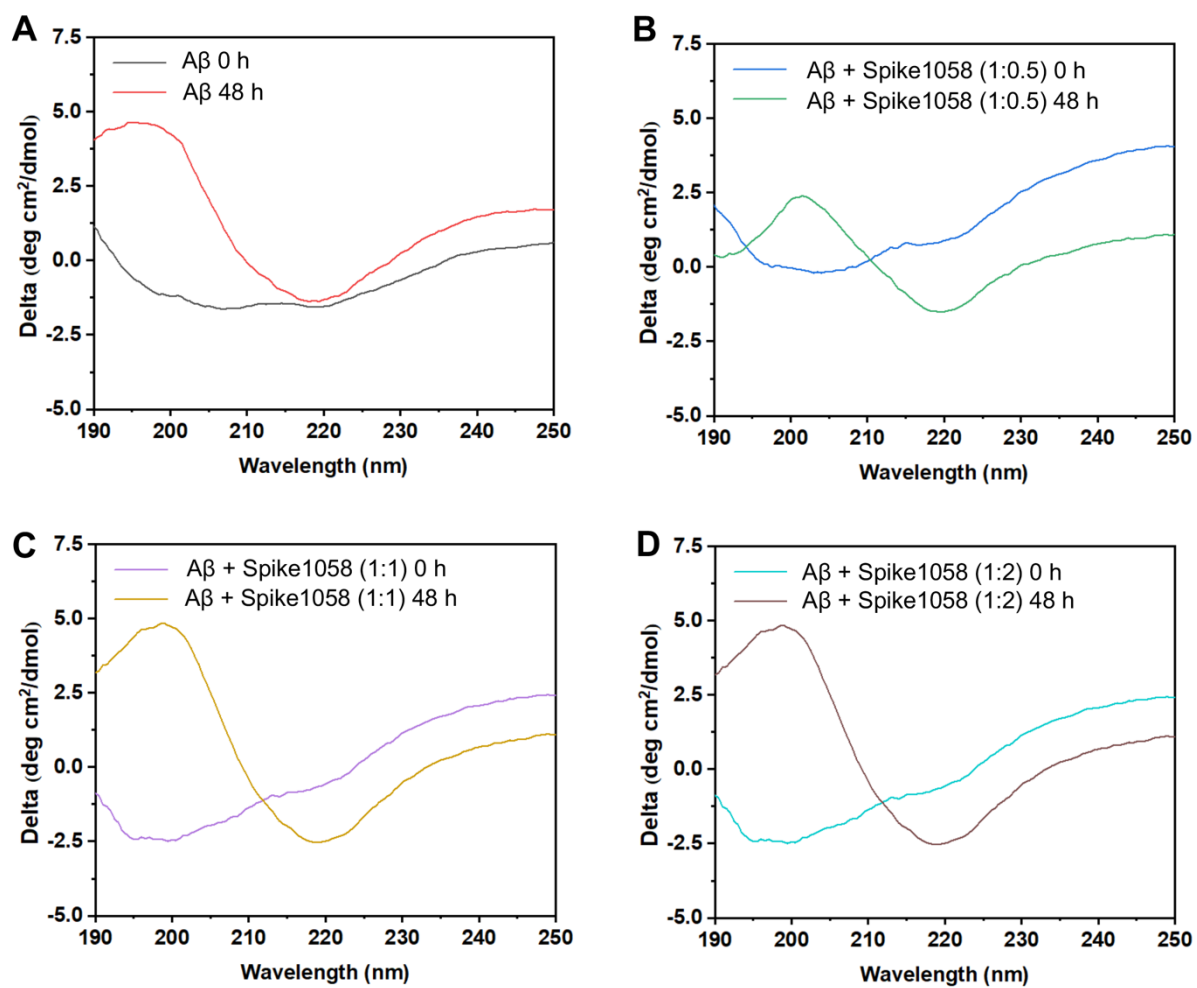 A
7.5
5.0
2.5
0.0
-2.5
-5.0
Delta (deg cm²/dmol)
Aβ 0 h
Aβ 48 h
190 200 210 220 230 240 250
Wavelength (nm)
B
7.5
5.0
2.5
0.0
-2.5
-5.0
Delta (deg cm²/dmol)
Aβ + Spike1058 (1:0.5) 0 h
Aβ + Spike1058 (1:0.5) 48 h
190 200 210 220 230 240 250
Wavelength (nm)
C
7.5
5.0
2.5
0.0
-2.5
-5.0
Delta (deg cm²/dmol)
Aβ + Spike1058 (1:1) 0 h
Aβ + Spike1058 (1:1) 48 h
190 200 210 220 230 240 250
Wavelength (nm)
D
7.5
5.0
2.5
0.0
-2.5
-5.0
Delta (deg cm²/dmol)
Aβ + Spike1058 (1:2) 0 h
Aβ + Spike1058 (1:2) 48 h
190 200 210 220 230 240 250
Wavelength (nm)